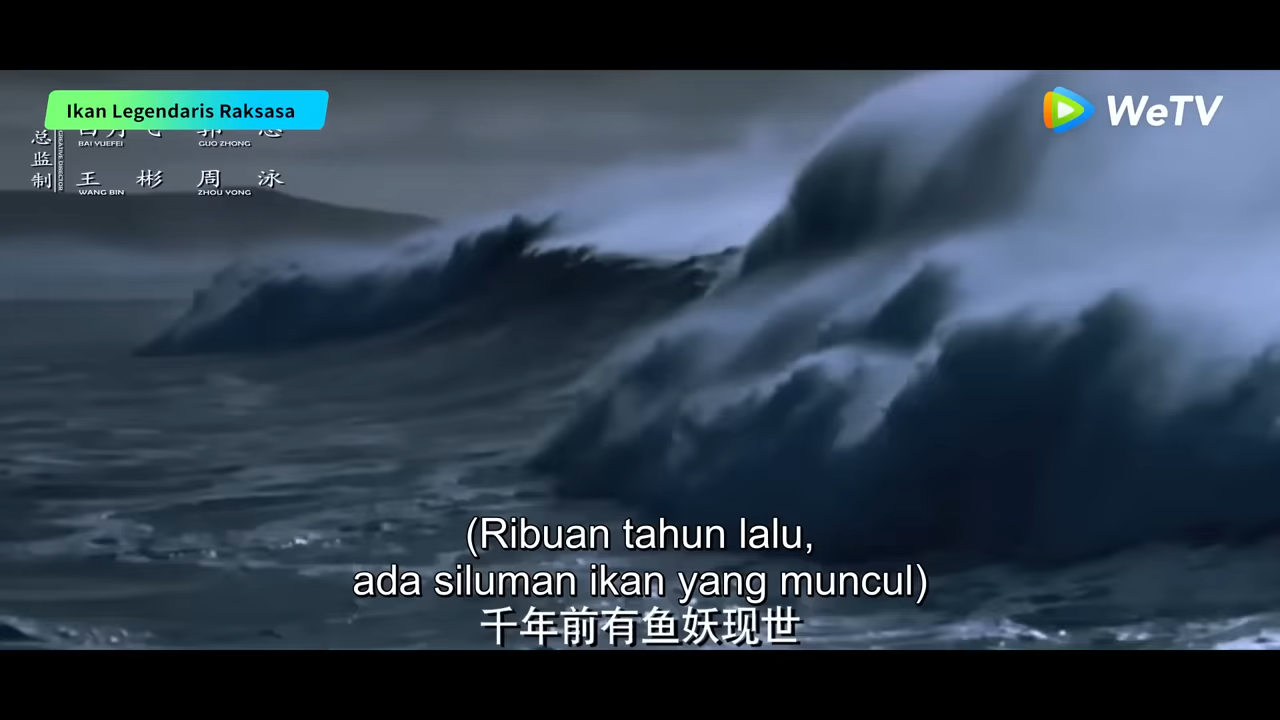 Ikan Legendaris Raksasa
WeTV
总监制
BAI YUEFEI GUO ZHONG
王 彬 周 泳
WANG BIN ZHOU YONG
(Ribuan tahun lalu,
ada siluman ikan yang muncul)
千年前有鱼妖现世